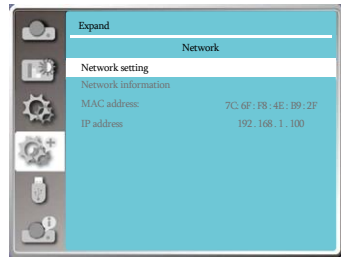 Expand
Network
Network setting
Network information
MAC address:
7C: 6F : F8 : 4E : B9 : 2F
IP address
192 . 168 . 1 . 100